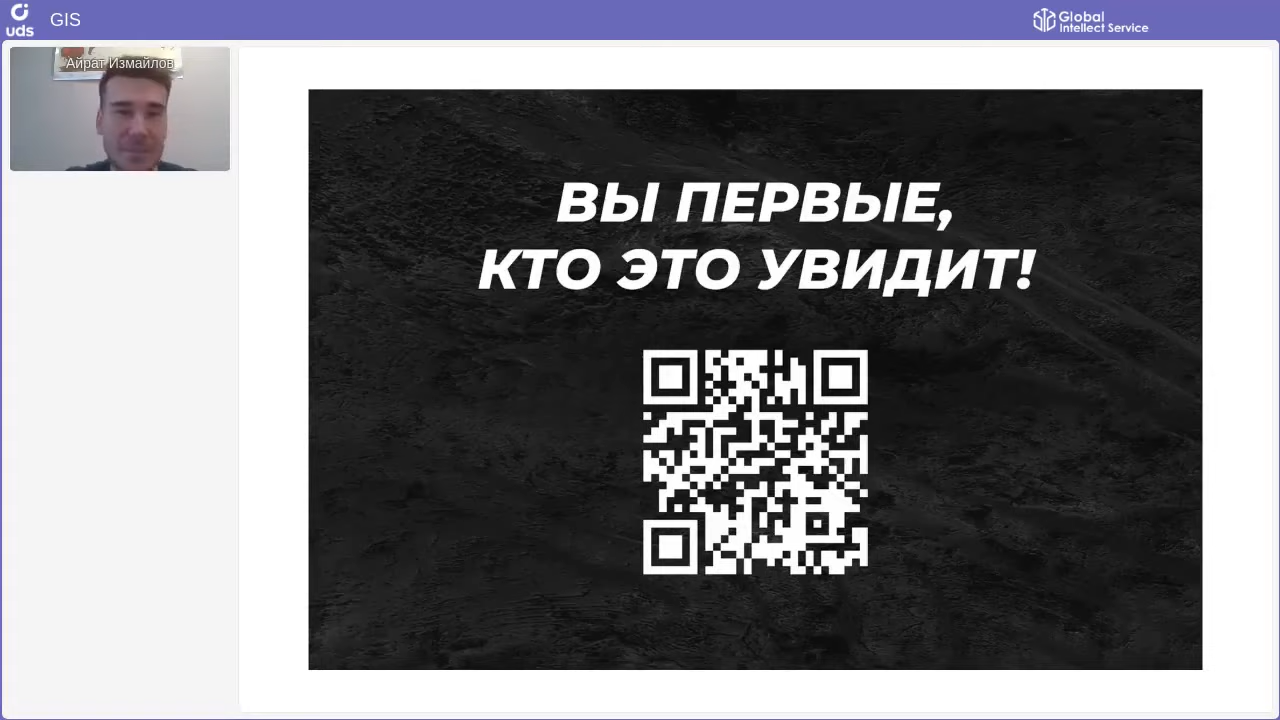 uds
GIS
Global
Intellect Service
Айрат Измайлов
ВЫ ПЕРВЫЕ,
КТО ЭТО УВИДИТ!